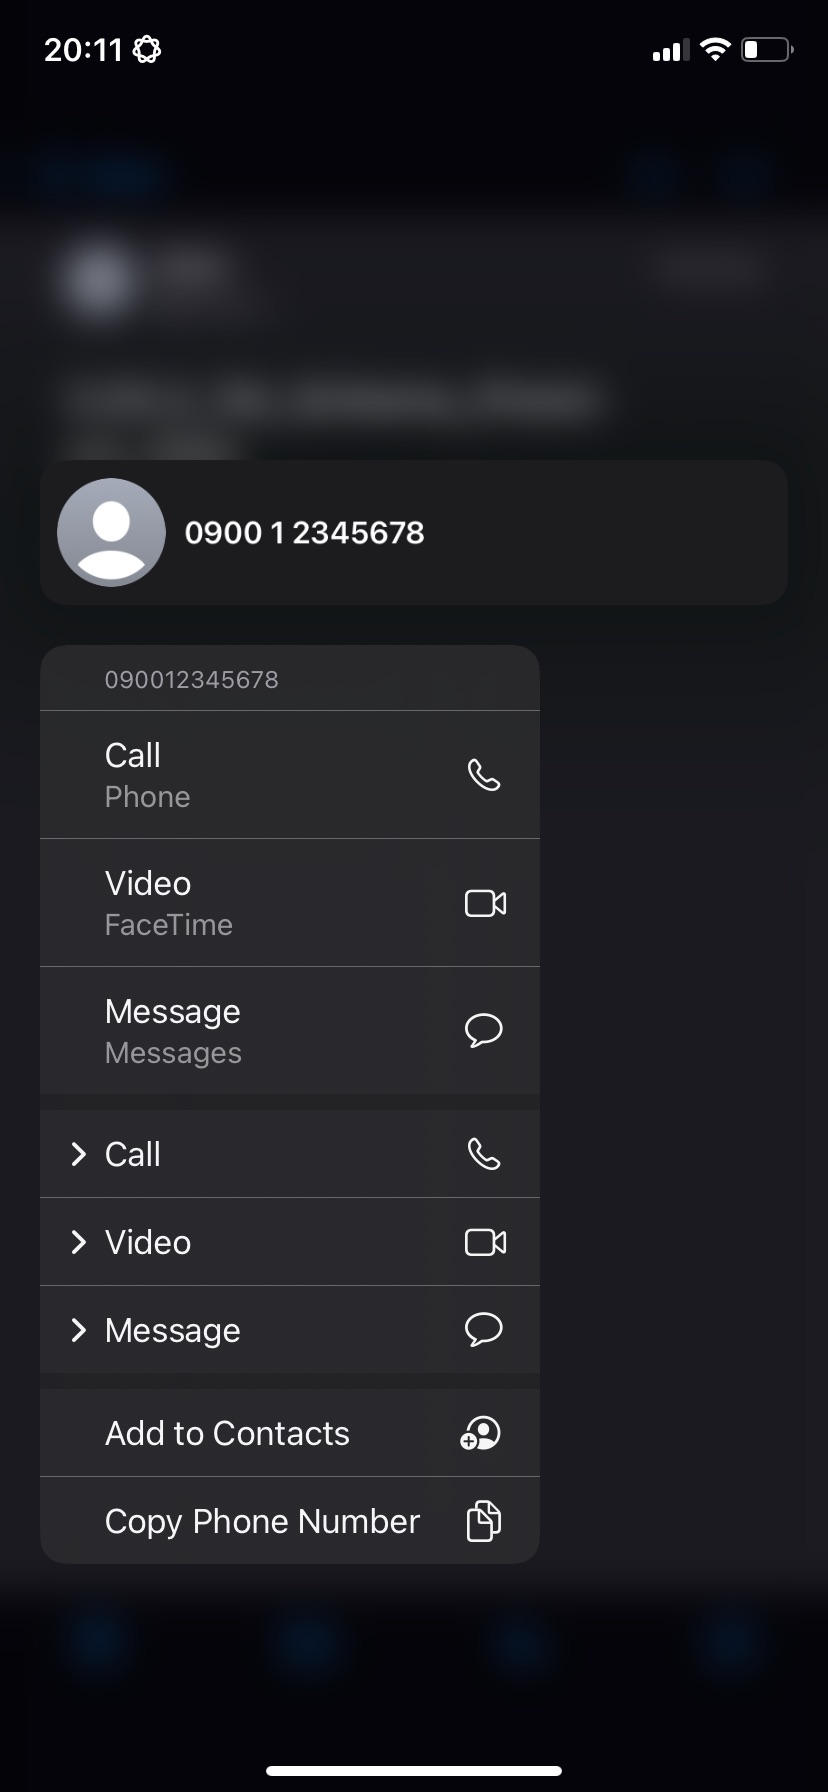 20:11
0900 1 2345678
090012345678
Call
Phone
Video
FaceTime
Message
Messages
Call
Video
Message
Add to Contacts
Copy Phone Number